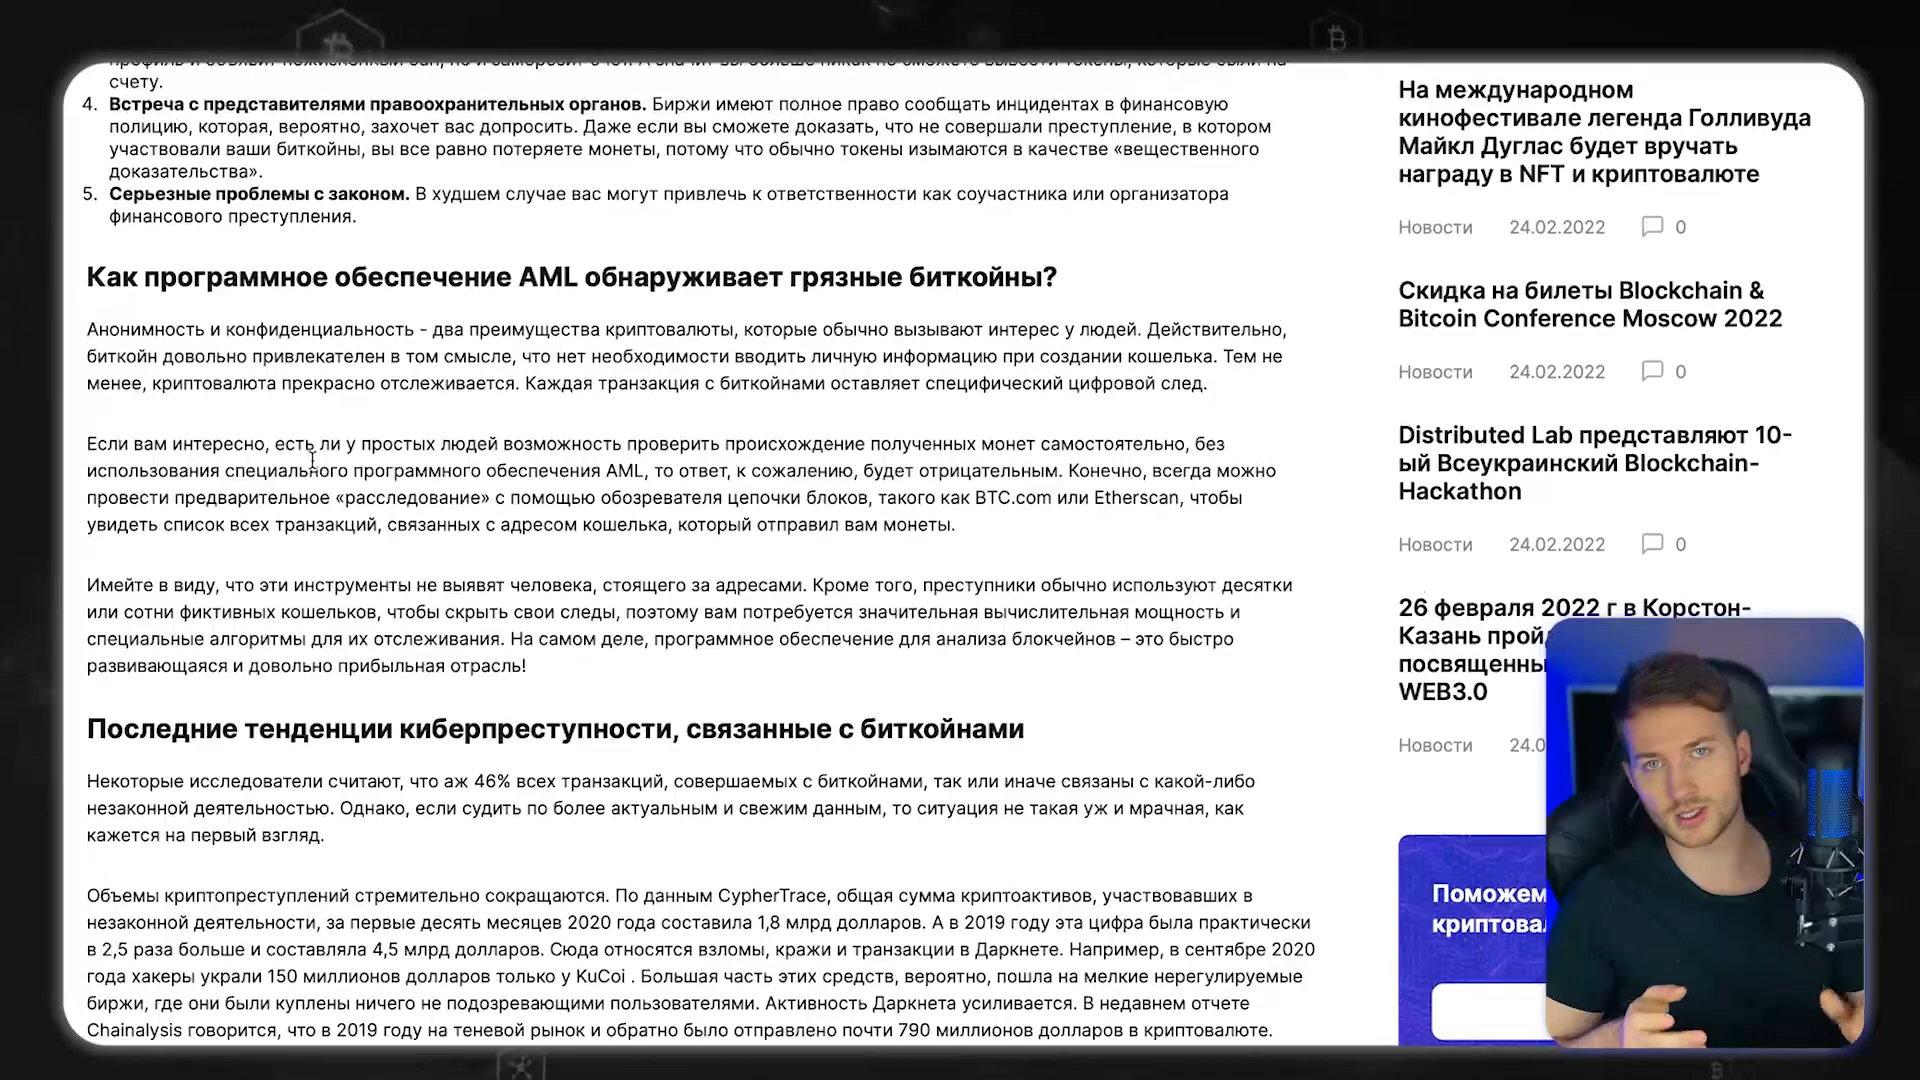 счету.
4. Встреча с представителями правоохранительных органов. Биржи имеют полное право сообщать инцидентах в финансовую
полицию, которая, вероятно, захочет вас допросить. Даже если вы сможете доказать, что не совершали преступление, в котором
участвовали ваши биткойны, вы все равно потеряете монеты, потому что обычно токены изымаются в качестве «вещественного
доказательства».
5. Серьезные проблемы с законом. В худшем случае вас могут привлечь к ответственности как соучастника или организатора
финансового преступления.
Как программное обеспечение AML обнаруживает грязные биткойны?
Анонимность и конфиденциальность - два преимущества криптовалюты, которые обычно вызывают интерес у людей. Действительно,
биткойн довольно привлекателен в том смысле, что нет необходимости вводить личную информацию при создании кошелька. Тем не
менее, криптовалюта прекрасно отслеживается. Каждая транзакция с биткойнами оставляет специфический цифровой след.
Если вам интересно, есть ли у простых людей возможность проверить происхождение полученных монет самостоятельно, без
использования специального программного обеспечения AML, то ответ, к сожалению, будет отрицательным. Конечно, всегда можно
провести предварительное «расследование» с помощью обозревателя цепочки блоков, такого как BTC.com или Etherscan, чтобы
увидеть список всех транзакций, связанных с адресом кошелька, который отправил вам монеты.
Имейте в виду, что эти инструменты не выявят человека, стоящего за адресами. Кроме того, преступники обычно используют десятки
или сотни фиктивных кошельков, чтобы скрыть свои следы, поэтому вам потребуется значительная вычислительная мощность и
специальные алгоритмы для их отслеживания. На самом деле, программное обеспечение для анализа блокчейнов – это быстро
развивающаяся и довольно прибыльная отрасль!
Последние тенденции киберпреступности, связанные с биткойнами
Некоторые исследователи считают, что аж 46% всех транзакций, совершаемых с биткойнами, так или иначе связаны с какой-либо
незаконной деятельностью. Однако, если судить по более актуальным и свежим данным, то ситуация не такая уж и мрачная, как
кажется на первый взгляд.
Объемы криптопреступлений стремительно сокращаются. По данным CypherTrace, общая сумма криптоактивов, участвовавших в
незаконной деятельности, за первые десять месяцев 2020 года составила 1,8 млрд долларов. А в 2019 году эта цифра была практически
в 2,5 раза больше и составляла 4,5 млрд долларов. Сюда относятся взломы, кражи и транзакции в Даркнете. Например, в сентябре 2020
года хакеры украли 150 миллионов долларов только у KuCoi . Большая часть этих средств, вероятно, пошла на мелкие нерегулируемые
биржи, где они были куплены ничего не подозревающими пользователями. Активность Даркнета усиливается. В недавнем отчете
Chainalysis говорится, что в 2019 году на теневой рынок и обратно было отправлено почти 790 миллионов долларов в криптовалюте.
На международном
кинофестивале легенда Голливуда
Майкл Дуглас будет вручать
награду в NFT и криптовалюте
Новости 24.02.2022 0
Скидка на билеты Blockchain &
Bitcoin Conference Moscow 2022
Новости 24.02.2022 0
Distributed Lab представляют 10-
ый Всеукраинский Blockchain-
Hackathon
Новости 24.02.2022 0
26 февраля 2022 г в Корстон-
Казань
WEB3.0
Новости 24.0
Поможем